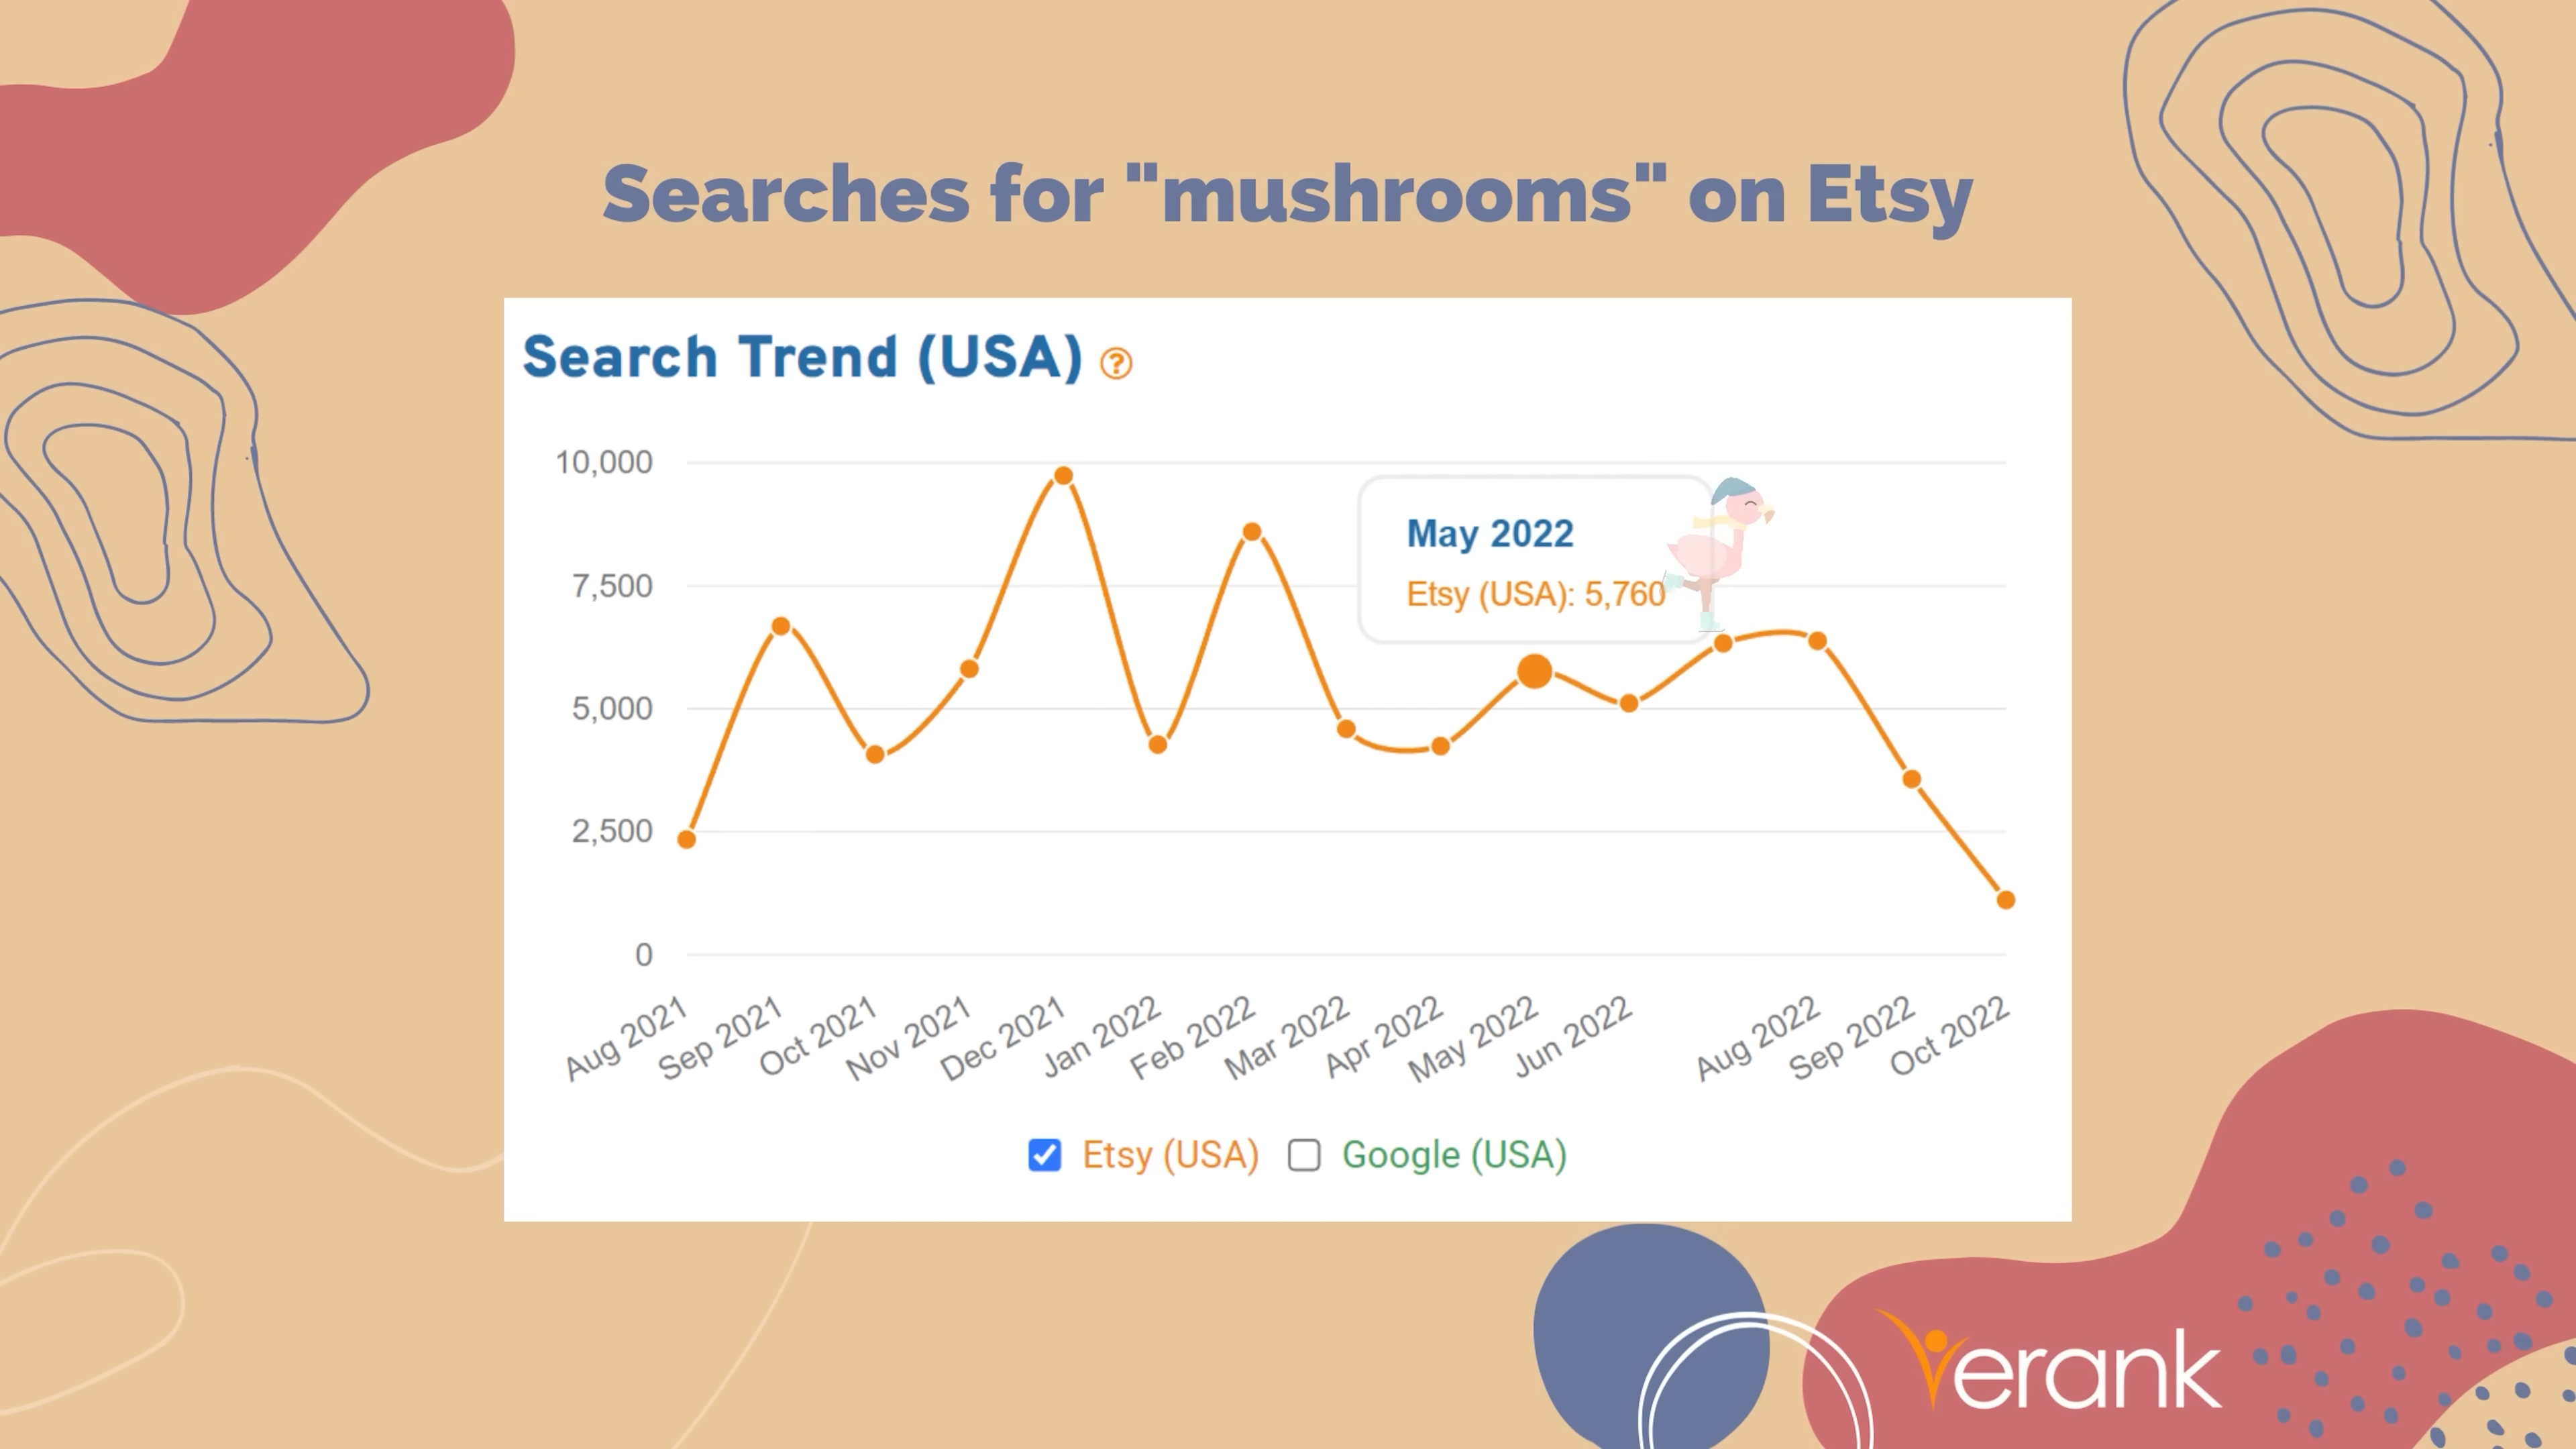 Searches for "mushrooms" on Etsy
Search Trend (USA) ?
10,000
7,500
5,000
2,500
0
May 2022
Etsy (USA): 5,760
Aug 2021
Sep 2021
Oct 2021
Nov 2021
Dec 2021
Jan 2022
Feb 2022
Mar 2022
Apr 2022
May 2022
Jun 2022
Aug 2022
Sep 2022
Oct 2022
Etsy (USA) Google (USA)
erank